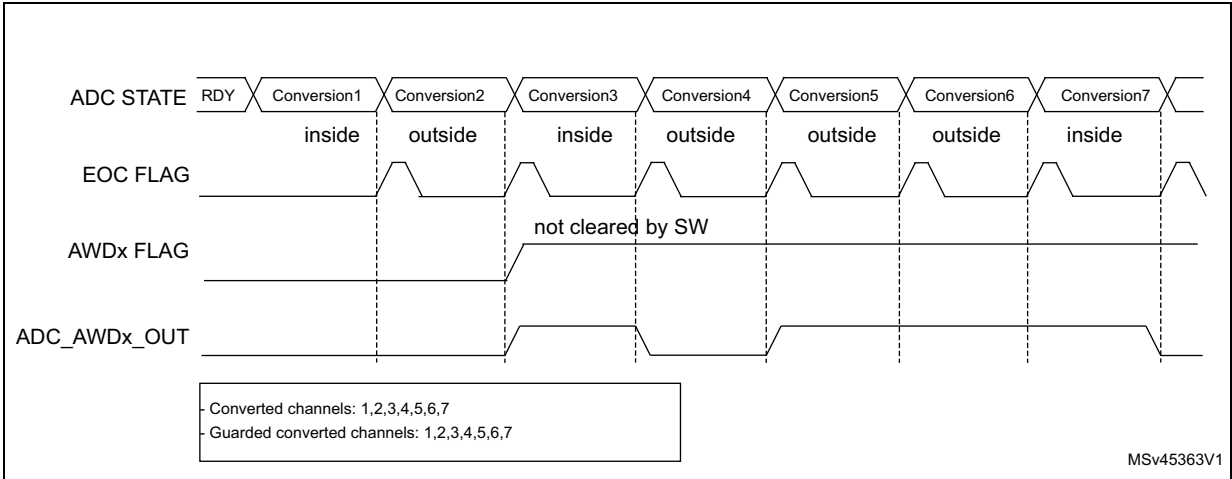 ADC STATE RDY Conversion1 Conversion2 Conversion3 Conversion4 Conversion5 Conversion6 Conversion7
inside outside inside outside outside outside inside
EOC FLAG
not cleared by SW
AWDx FLAG
ADC_AWDx_OUT
- Converted channels: 1,2,3,4,5,6,7
- Guarded converted channels: 1,2,3,4,5,6,7
MSv45363V1